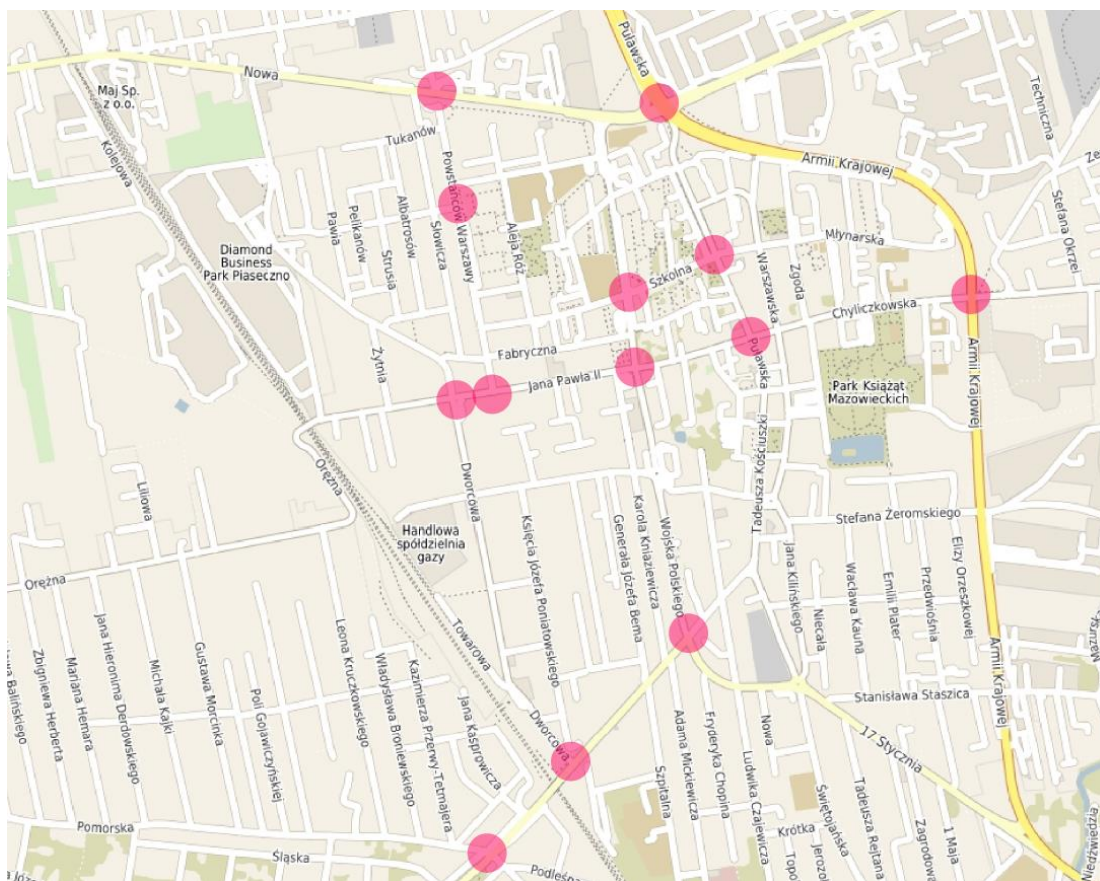 Puławska
Nowa
Maj Sp.
z o.o.
Kolejowa
Techniczna
Tukanów
Armii Krajowej
Powstańców Warszawy
Stefana Okrzei
Albatrosów
Słowicza
Pelikanów
Pawia
Aleja Róż
Strusia
Młynarska
Diamond
Business
Park Piaseczno
Szkolna
Warszawska
Zgoda
Chyliczkowska
Fabryczna
Żytnia
Puławska
Jana Pawła II
Park Książąt
Mazowieckich
Armii Krajowej
Tadeusza Kościuszki
Orężna
Dworcowa
Liliowa
Handlowa
spółdzielnia
gazy
Księcia Józefa Poniatowskiego
Generała Józefa Bema
Karola Kniaziewicza
Wojska Polskiego
Stefana Żeromskiego
Jana Kilińskiego
Elizy Orzeszkowej
Orężna
Wacława Kauna
Emilii Plater
Przedwiośnia
Niecała
Jana Hieronima Derdowskiego
Towarowa
Leona Kruczkowskiego
Zbigniewa Herberta
Mariana Hemara
Michała Kajki
Gustawa Morcinka
Poli Gojawiczyńskiej
Władysława Broniewskiego
Kazimierza Przerwy-Tetmajera
Jana Kasprowicza
Armii Krajowej
Stanisława Staszica
Dworcowa
Adama Mickiewicza
Fryderyka Chopina
Nowa
17 Stycznia
Ludwika Czajewicza
Szpitalna
Świętojańska
Tadeusza Rejtana
Zagrodowa
1 Maja
Pomorska
Krótka
Śląska